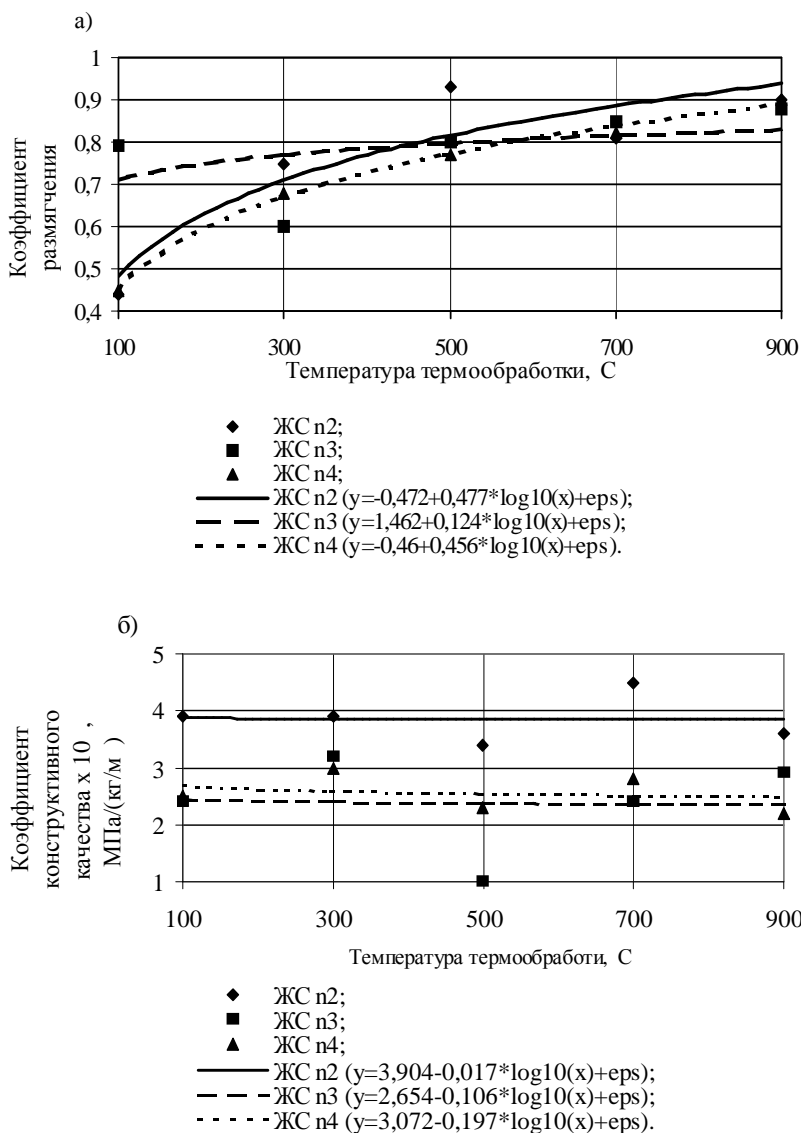 а)
Коэффициент
размягчения
1
0,9
0,8
0,7
0,6
0,5
0,4
100 300 500 700 900
Температура термообработки, С
ЖС n2;
ЖС n3;
ЖС n4;
ЖС n2 (y=-0,472+0,477*log10(x)+eps);
ЖС n3 (y=1,462+0,124*log10(x)+eps);
ЖС n4 (y=-0,46+0,456*log10(x)+eps).
б)
Коэффициент
конструктивного
качества х 10 ,
МПа/(кг/м )
5
4
3
2
1
100 300 500 700 900
Температура термообработи, С
ЖС n2;
ЖС n3;
ЖС n4;
ЖС n2 (y=3,904-0,017*log10(x)+eps);
ЖС n3 (y=2,654-0,106*log10(x)+eps);
ЖС n4 (y=3,072-0,197*log10(x)+eps).